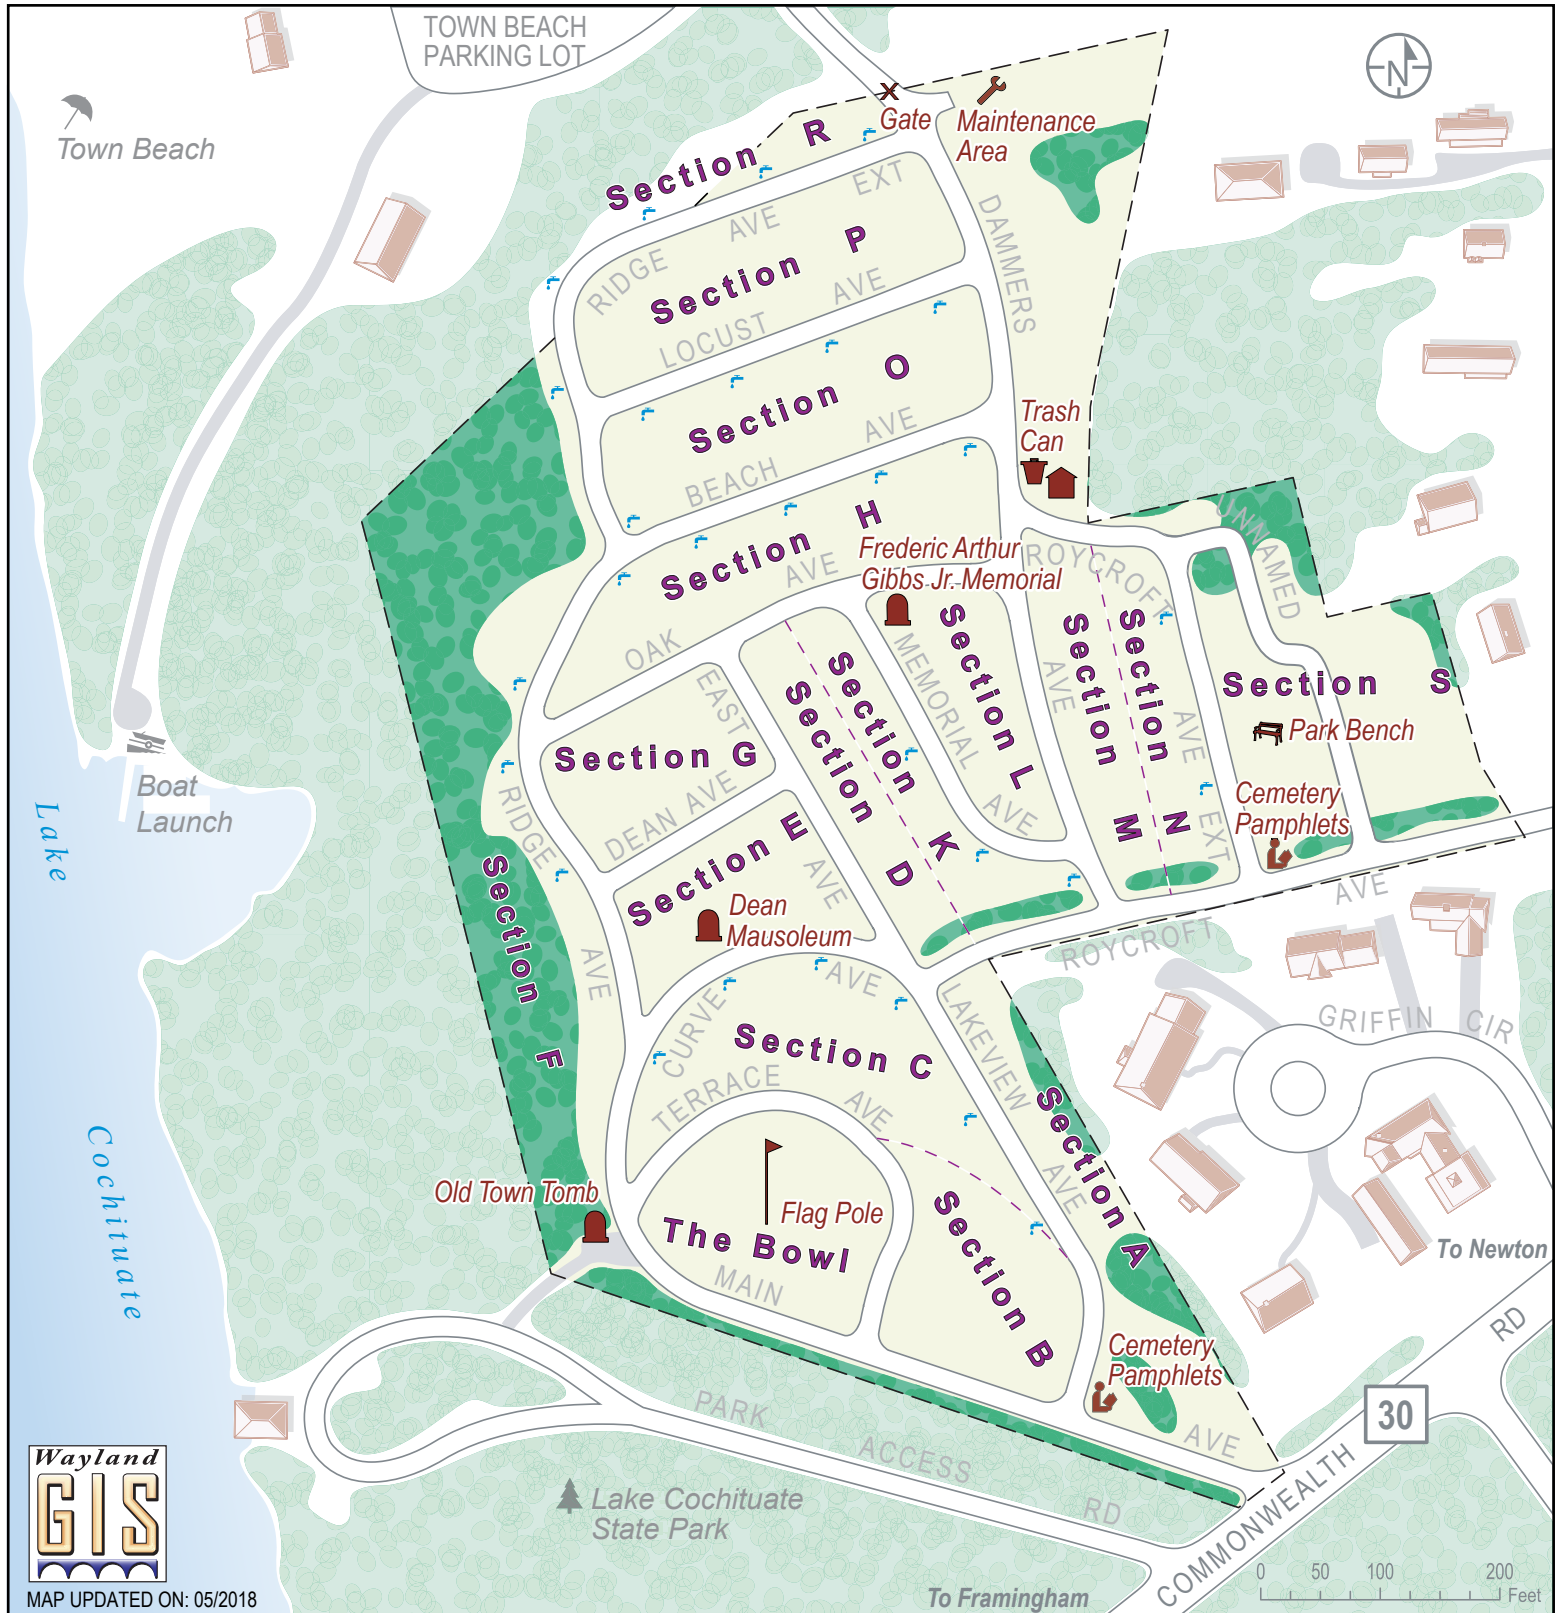 TOWN BEACH
PARKING LOT
Town Beach
Gate
Maintenance
Area
N
Section R
RIDGE AVE EXT
DAMMERS
Section P
LOCUST AVE
Section O
BEACH AVE
Trash
Can
Section H
Frederic Arthur
Gibbs Jr. Memorial
OAK AVE
ROYCROFT
UNNAMED
Section L
MEMORIAL
AVE
Section M
AVE
Section N
AVE EXT
Section S
Park Bench
Cemetery
Pamphlets
Section K
Section D
EAST
AVE
Section G
DEAN AVE
RIDGE
AVE
Section E
Dean
Mausoleum
Section F
Boat
Launch
Lake
Cochituate
CURVE AVE
ROYCROFT AVE
LAKEVIEW
AVE
GRIFFIN CIR
Section C
TERRACE AVE
Section A
Old Town Tomb
Flag Pole
The Bowl
Section B
MAIN
AVE
Cemetery
Pamphlets
To Newton
RD
30
COMMONWEALTH
PARK
ACCESS
RD
Lake Cochituate
State Park
To Framingham
Wayland
GIS
MAP UPDATED ON: 05/2018
0 50 100 200
Feet